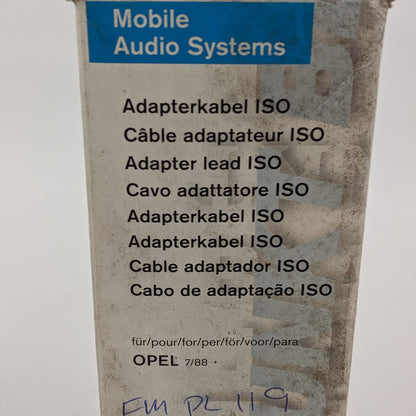 Mobile
Audio Systems
Adapterkabel ISO
Câble adaptateur ISO
Adapter lead ISO
Cavo adattatore ISO
Adapterkabel ISO
Adapterkabel ISO
Cable adaptador ISO
Cabo de adaptação ISO
für/pour/for/per/för/voor/para
OPEL 7/88→
PL 119